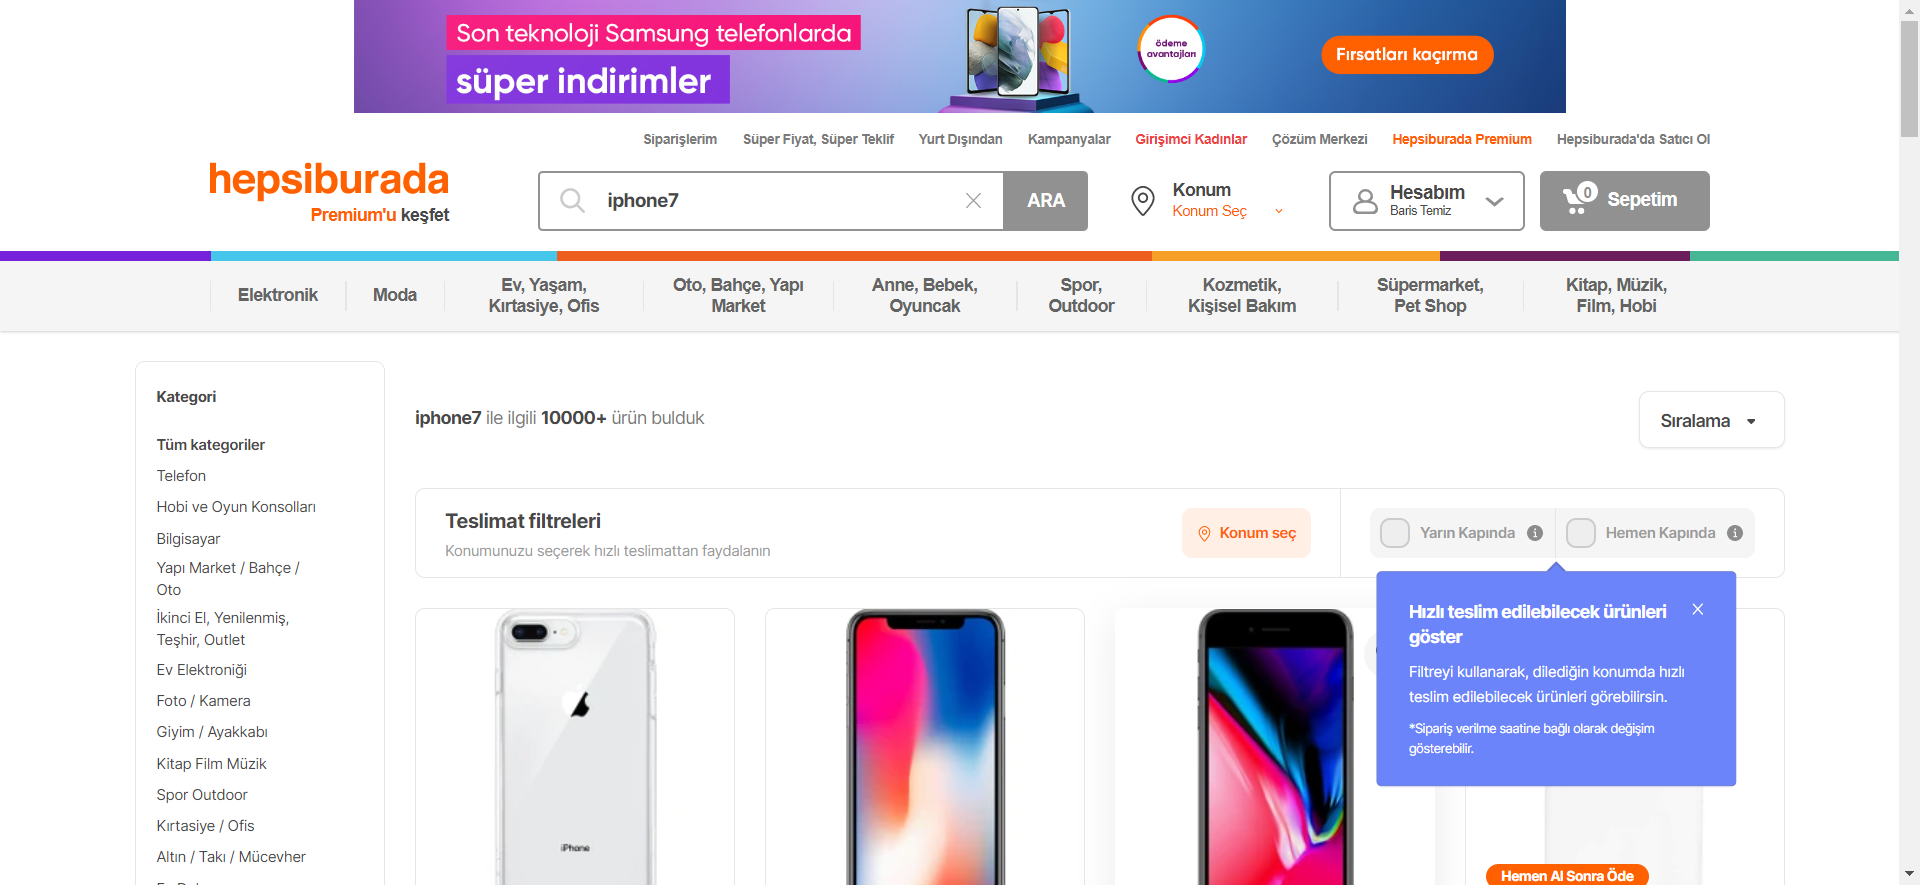 Son teknoloji Samsung telefonlarda
süper indirimler
ödeme
avantajları
Fırsatları kaçırma
Siparişlerim Süper Fiyat, Süper Teklif Yurt Dışından Kampanyalar Girişimci Kadınlar Çözüm Merkezi Hepsiburada Premium Hepsiburada'da Satıcı Ol
hepsiburada
Premium'u keşfet
iphone7
ARA
Konum
Konum Seç
Hesabım
Baris Temiz
0
Sepetim
Elektronik
Moda
Ev, Yaşam,
Kırtasiye, Ofis
Oto, Bahçe, Yapı
Market
Anne, Bebek,
Oyuncak
Spor,
Outdoor
Kozmetik,
Kişisel Bakım
Süpermarket,
Pet Shop
Kitap, Müzik,
Film, Hobi
Kategori
Tüm kategoriler
Telefon
Hobi ve Oyun Konsolları
Bilgisayar
Yapı Market / Bahçe /
Oto
İkinci El, Yenilenmiş,
Teşhir, Outlet
Ev Elektroniği
Foto / Kamera
Giyim / Ayakkabı
Kitap Film Müzik
Spor Outdoor
Kırtasiye / Ofis
Altın / Takı / Mücevher
iphone7 ile ilgili 10000+ ürün bulduk
Sıralama
Teslimat filtreleri
Konumunuzu seçerek hızlı teslimattan faydalanın
Konum seç
Yarın Kapında
Hemen Kapında
Hızlı teslim edilebilecek ürünleri
göster
Filtreyi kullanarak, dilediğin konumda hızlı
teslim edilebilecek ürünleri görebilirsin.
*Sipariş verilme saatine bağlı olarak değişim
gösterebilir.
iPhone
Hemen Al Sonra Öde